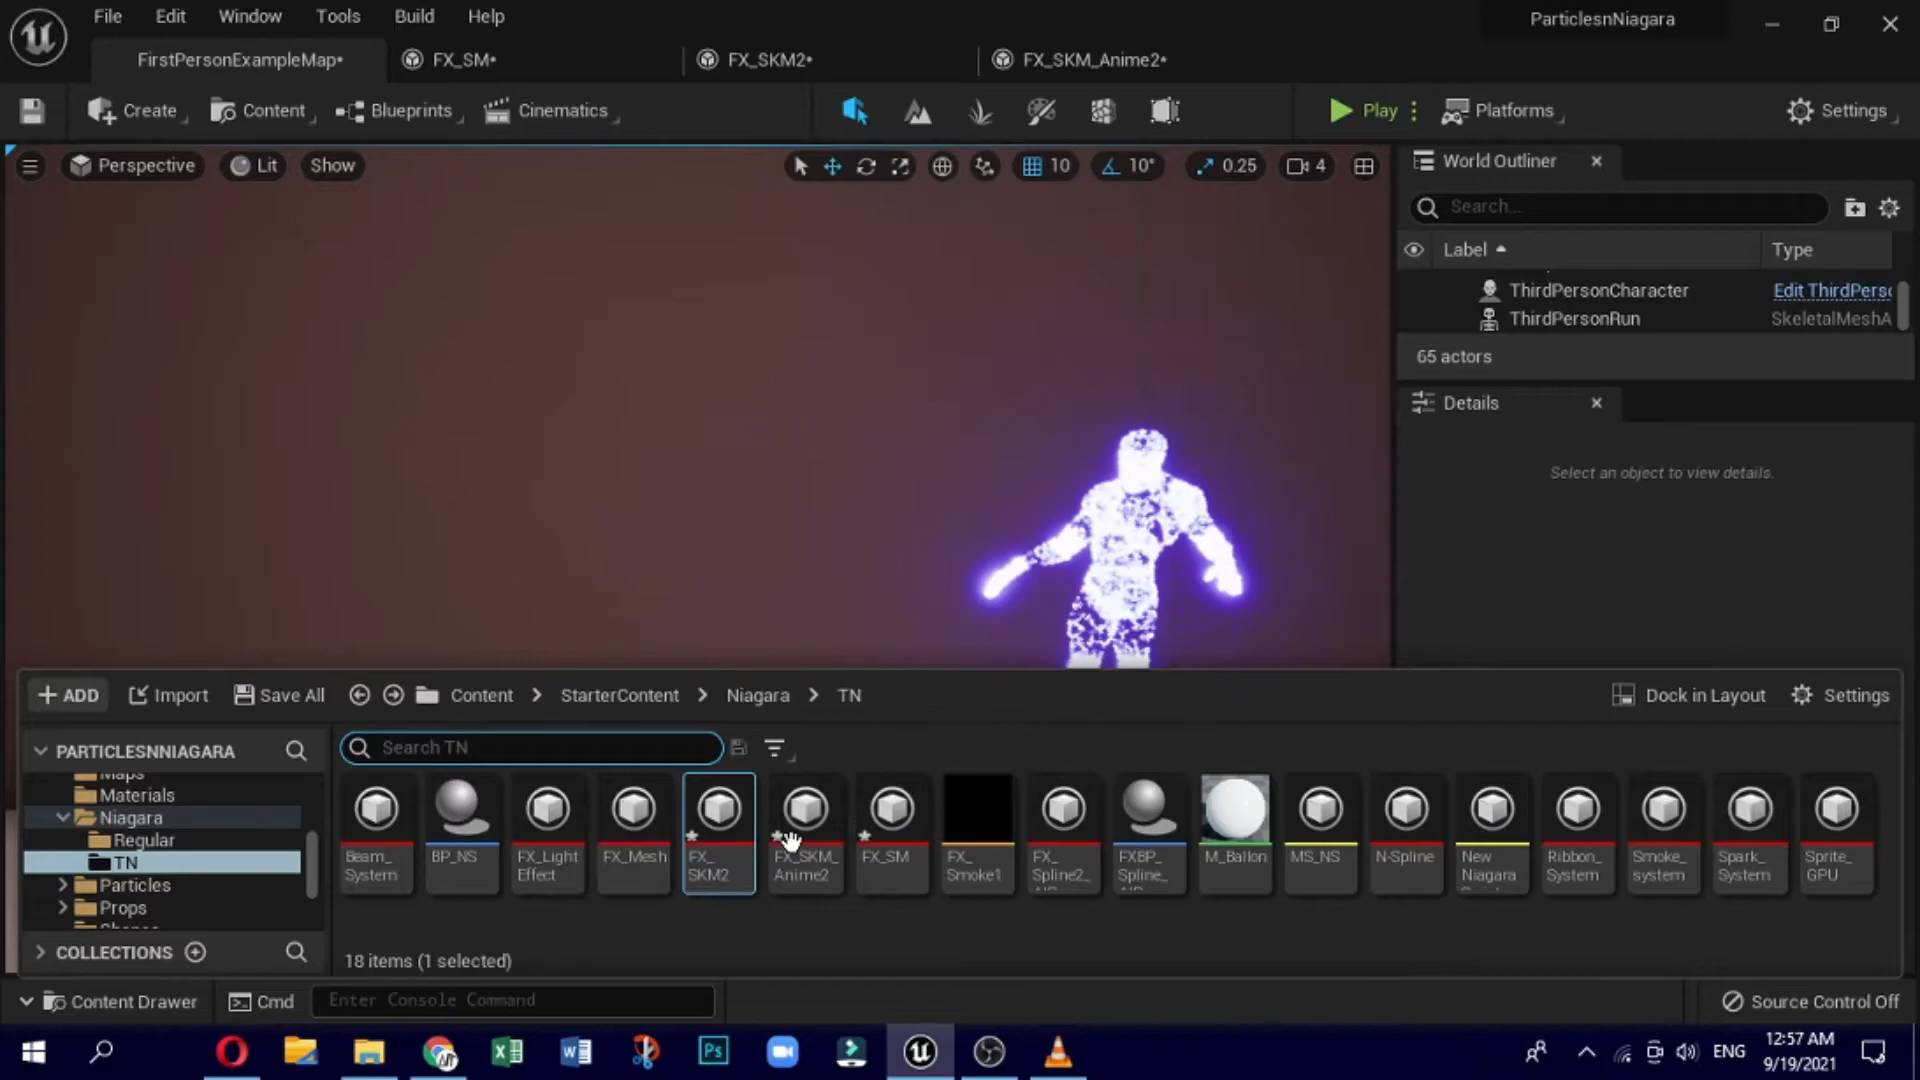 File Edit Window Tools Build Help
ParticlesnNiagara
FirstPersonExampleMap* FX_SM* FX_SKM2* FX_SKM_Anime2*
Create Content Blueprints Cinematics Play Platforms Settings
Perspective Lit Show 10 10° 0.25 4
World Outliner
Search...
Label Type
ThirdPersonCharacter Edit ThirdPerso
ThirdPersonRun SkeletalMeshA
65 actors
Details
Select an object to view details.
ADD Import Save All Content StarterContent Niagara TN Dock in Layout Settings
PARTICLESNNIAGARA
Search TN
Maps
Materials
Niagara
Regular
TN
Particles
Props
Beam_
System
BP_NS
FX_Light
Effect
FX_Mesh
FX_
SKM2
FX_SKM_
Anime2
FX_SM
FX_
Smoke1
FX_
Spline2_
FXBP_
Spline_
M_Ballon
MS_NS
N-Spline
New
Niagara
Ribbon_
System
Smoke_
system
Spark_
System
Sprite_
GPU
COLLECTIONS
18 items (1 selected)
Content Drawer Cmd Enter Console Command Source Control Off
Ps
ENG
12:57 AM
9/19/2021